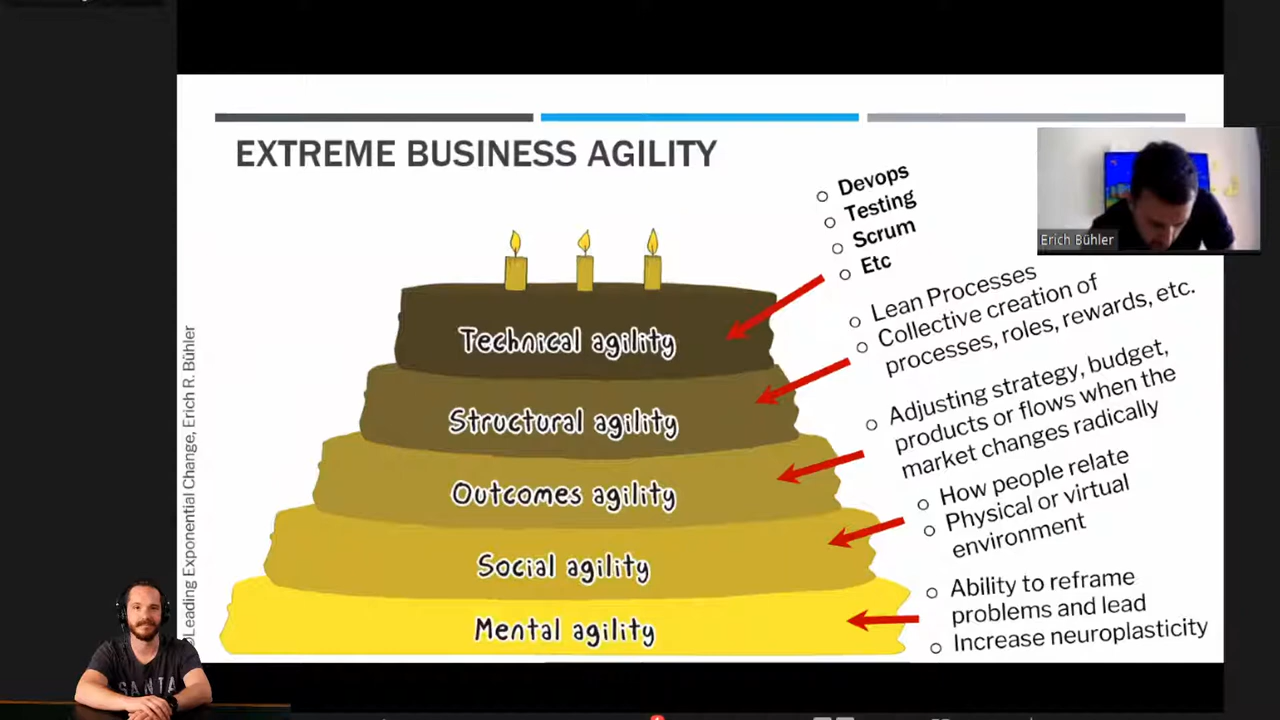 EXTREME BUSINESS AGILITY
Devops
Testing
Scrum
Etc
Erich Bühler
Lean Processes
Collective creation of
processes, roles, rewards, etc.
Adjusting strategy, budget,
products or flows when the
market changes radically
How people relate
Physical or virtual
environment
Ability to reframe
problems and lead
Increase neuroplasticity
Technical agility
Structural agility
Outcomes agility
Social agility
Mental agility
©Leading Exponential Change, Erich R. Bühler